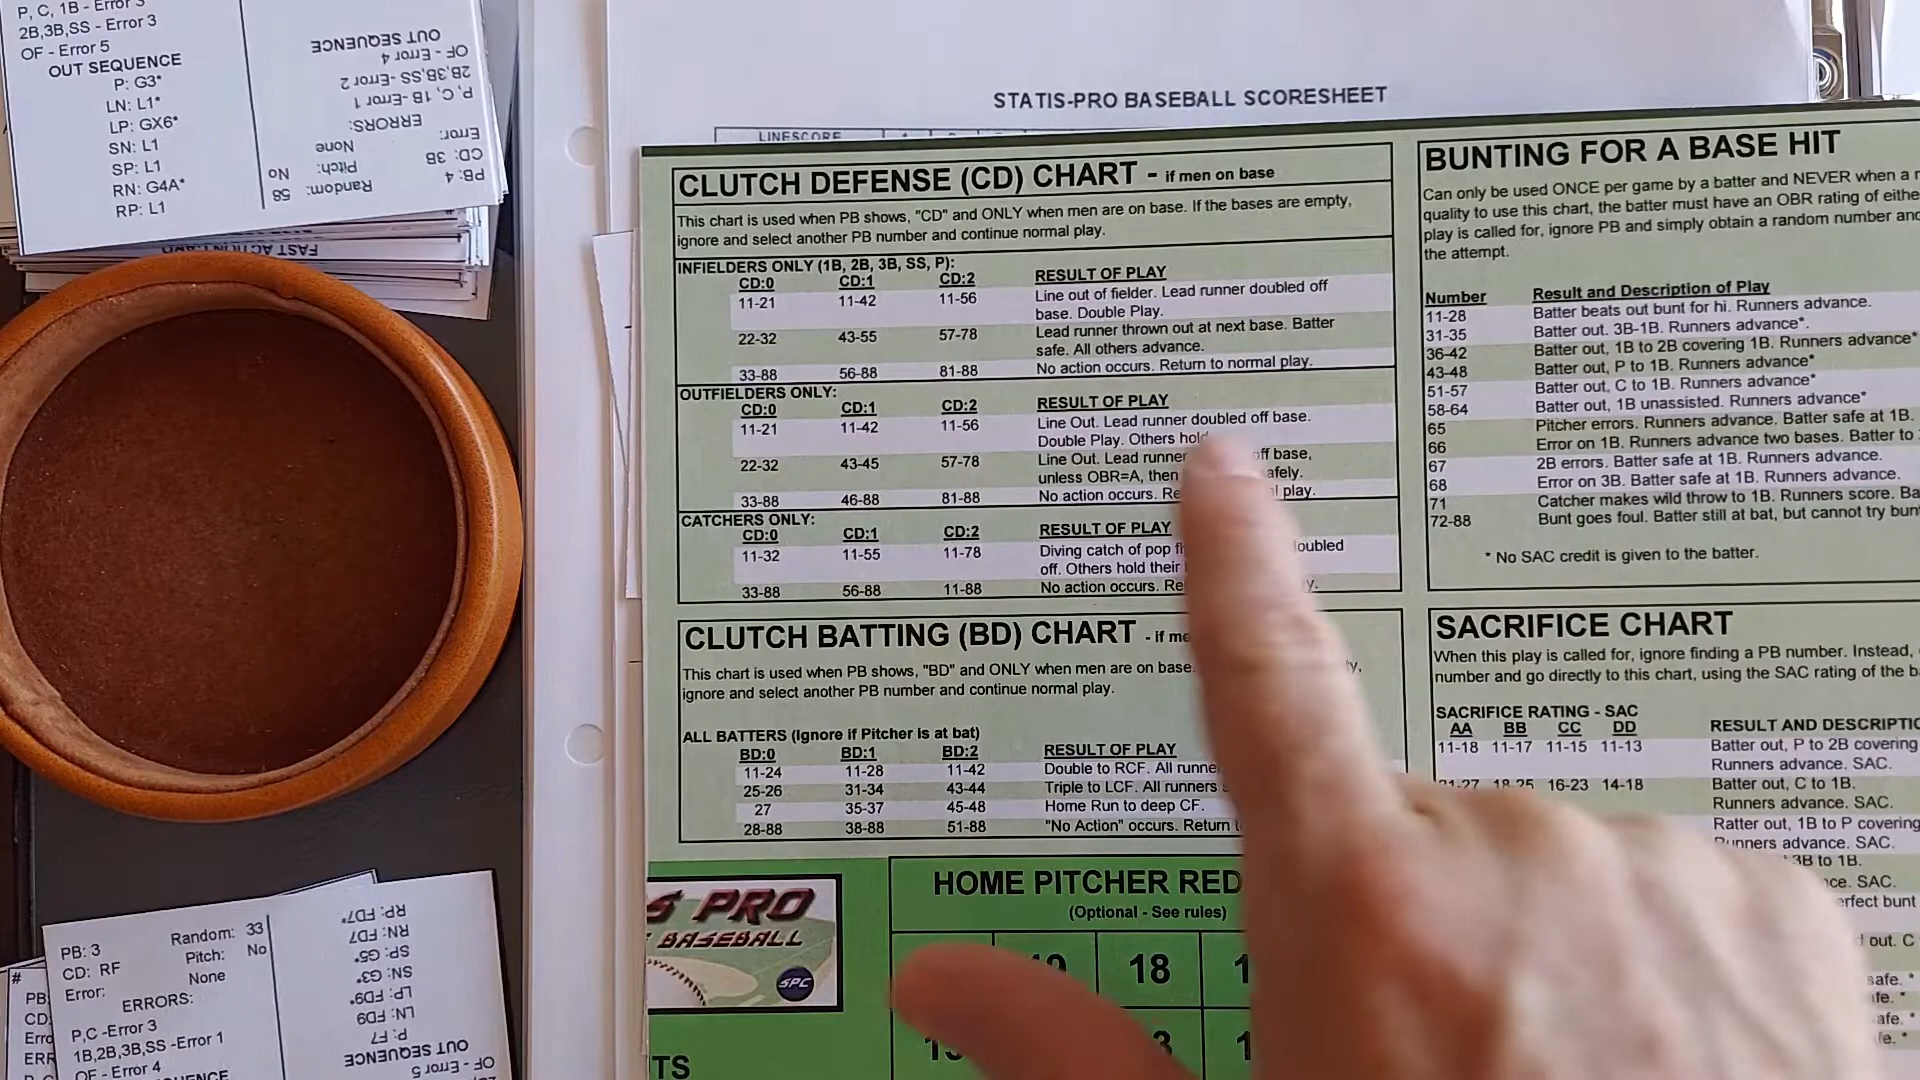 P, C, 1B - Error 3
2B,3B,SS - Error 3
OF - Error 5
OUT SEQUENCE
P: G3*
LN: L1*
LP: GX6*
SN: L1
SP: L1
RN: G4A*
RP: L1
PB: 4
Random: 58
CD: 3B
Pitch: No
Error:
None
ERRORS:
P, C, 1B -Error 1
2B,3B,SS -Error 2
OF - Error 4
OUT SEQUENCE
FAST ACTION CARD
STATIS-PRO BASEBALL SCORESHEET
LINESCORE
CLUTCH DEFENSE (CD) CHART - if men on base
This chart is used when PB shows, "CD" and ONLY when men are on base. If the bases are empty,
ignore and select another PB number and continue normal play.
INFIELDERS ONLY (1B, 2B, 3B, SS, P):
CD:0 CD:1 CD:2 RESULT OF PLAY
11-21 11-42 11-56 Line out of fielder. Lead runner doubled off
base. Double Play.
22-32 43-55 57-78 Lead runner thrown out at next base. Batter
safe. All others advance.
33-88 56-88 81-88 No action occurs. Return to normal play.
OUTFIELDERS ONLY:
CD:0 CD:1 CD:2 RESULT OF PLAY
11-21 11-42 11-56 Line Out. Lead runner doubled off base.
Double Play. Others hold
22-32 43-45 57-78 Line Out. Lead runner off base,
unless OBR=A, then safely.
33-88 46-88 81-88 No action occurs. play.
CATCHERS ONLY:
CD:0 CD:1 CD:2 RESULT OF PLAY
11-32 11-55 11-78 Diving catch of pop doubled
off. Others hold their
33-88 56-88 11-88 No action occurs.
CLUTCH BATTING (BD) CHART - if
This chart is used when PB shows, "BD" and ONLY when men are on base.
ignore and select another PB number and continue normal play.
ALL BATTERS (Ignore if Pitcher is at bat)
BD:0 BD:1 BD:2 RESULT OF PLAY
11-24 11-28 11-42 Double to RCF. All
25-26 31-34 43-44 Triple to LCF. All runners
27 35-37 45-48 Home Run to deep CF.
28-88 38-88 51-88 "No Action" occurs. Return
BUNTING FOR A BASE HIT
Can only be used ONCE per game by a batter and NEVER when a
quality to use this chart, the batter must have an OBR rating of
play is called for, ignore PB and simply obtain a random number
the attempt.
Number Result and Description of Play
11-28 Batter beats out bunt for hi. Runners advance.
31-35 Batter out. 3B-1B. Runners advance*.
36-42 Batter out, 1B to 2B covering 1B. Runners advance*
43-48 Batter out, P to 1B. Runners advance*
51-57 Batter out, C to 1B. Runners advance*
58-64 Batter out, 1B unassisted. Runners advance*
65 Pitcher errors. Runners advance. Batter safe at 1B.
66 Error on 1B. Runners advance two bases. Batter to
67 2B errors. Batter safe at 1B. Runners advance.
68 Error on 3B. Batter safe at 1B. Runners advance.
71 Catcher makes wild throw to 1B. Runners score.
72-88 Bunt goes foul. Batter still at bat, but cannot try
* No SAC credit is given to the batter.
SACRIFICE CHART
When this play is called for, ignore finding a PB number. Instead,
number and go directly to this chart, using the SAC rating of the
SACRIFICE RATING - SAC
AA BB CC DD RESULT AND
11-18 11-17 11-15 11-13 Batter out, P to 2B covering
Runners advance. SAC.
21-27 18-25 16-23 14-18 Batter out, C to 1B.
Runners advance. SAC.
Batter out, 1B to P covering
Runners advance. SAC.
3B to 1B.
SAC.
bunt
out. C
safe. *
HOME PITCHER
(Optional - See rules)
18
PRO
BASEBALL
SPC
PB: 3
Random: 33
CD: RF
Pitch: No
Error:
None
ERRORS:
P,C -Error 3
1B,2B,3B,SS -Error 1
OF - Error 4
OF - Error 5
OUT SEQUENCE
P: F7
LN: FD9
LP: FD9*
SN: G3*
SP: G5*
RN: FD7
RP: FD7*